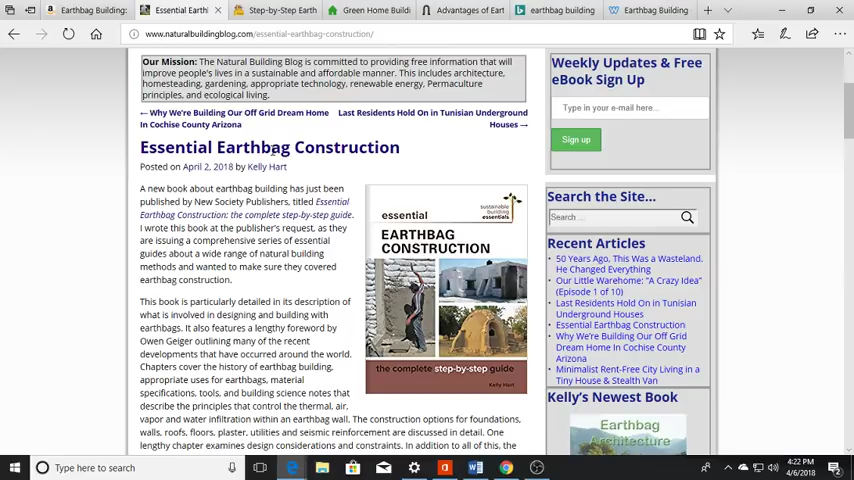 Earthbag Building:
Essential Earthl
Step-by-Step Earth
Green Home Buildi
Advantages of Eart
earthbag building
Earthbag Building
www.naturalbuildingblog.com/essential-earthbag-construction/
Our Mission: The Natural Building Blog is committed to providing free information that will
improve people's lives in a sustainable and affordable manner. This includes architecture,
homesteading, gardening, appropriate technology, renewable energy, Permaculture
principles, and ecological living.
← Why We're Building Our Off Grid Dream Home
In Cochise County Arizona
Last Residents Hold On in Tunisian Underground
Houses →
Essential Earthbag Construction
Posted on April 2, 2018 by Kelly Hart
A new book about earthbag building has just been
published by New Society Publishers, titled Essential
Earthbag Construction: the complete step-by-step guide.
I wrote this book at the publisher's request, as they
are issuing a comprehensive series of essential
guides about a wide range of natural building
methods and wanted to make sure they covered
earthbag construction.
This book is particularly detailed in its description of
what is involved in designing and building with
earthbags. It also features a lengthy foreword by
Owen Geiger outlining many of the recent
developments that have occurred around the world.
Chapters cover the history of earthbag building,
appropriate uses for earthbags, material
specifications, tools, and building science notes that
describe the principles that control the thermal, air,
vapor and water infiltration within an earthbag wall. The construction options for foundations,
walls, roofs, floors, plaster, utilities and seismic reinforcement are discussed in detail. One
lengthy chapter examines design considerations and constraints. In addition to all of this, the
essential
sustainable
building
essentials
EARTHBAG
CONSTRUCTION
the complete step-by-step guide
Kelly Hart
Weekly Updates & Free
eBook Sign Up
Type in your e-mail here...
Sign up
Search the Site...
Search ...
Recent Articles
50 Years Ago, This Was a Wasteland.
He Changed Everything
Our Little Warehome: "A Crazy Idea"
(Episode 1 of 10)
Last Residents Hold On in Tunisian
Underground Houses
Essential Earthbag Construction
Why We're Building Our Off Grid
Dream Home In Cochise County
Arizona
Minimalist Rent-Free City Living in a
Tiny House & Stealth Van
Kelly's Newest Book
Earthbag
Architecture
Type here to search
4:22 PM
4/6/2018
2